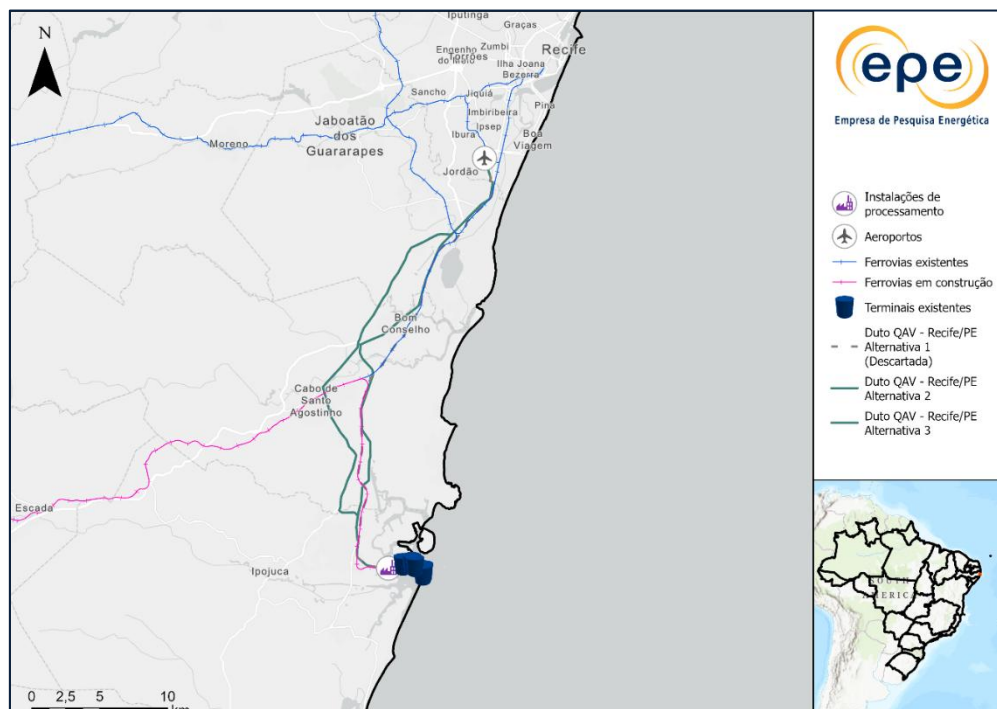 N
Iputinga
Graças
Zumbi
Recife
Engenho
do Meio
Torrões
Ilha Joana
Bezerra
Sancho
Jiquiá
Pina
Imbiribeira
Jaboatão
dos
Guararapes
Ipsep
Ibura
Boa
Viagem
Moreno
Jordão
Bom
Conselho
Cabo de
Santo
Agostinho
Escada
Ipojuca
0 2,5 5 10
km
epe
Empresa de Pesquisa Energética
Instalações de
processamento
Aeroportos
Ferrovias existentes
Ferrovias em construção
Terminais existentes
Duto QAV - Recife/PE
Alternativa 1
(Descartada)
Duto QAV - Recife/PE
Alternativa 2
Duto QAV - Recife/PE
Alternativa 3
SOUTH
AMERICA